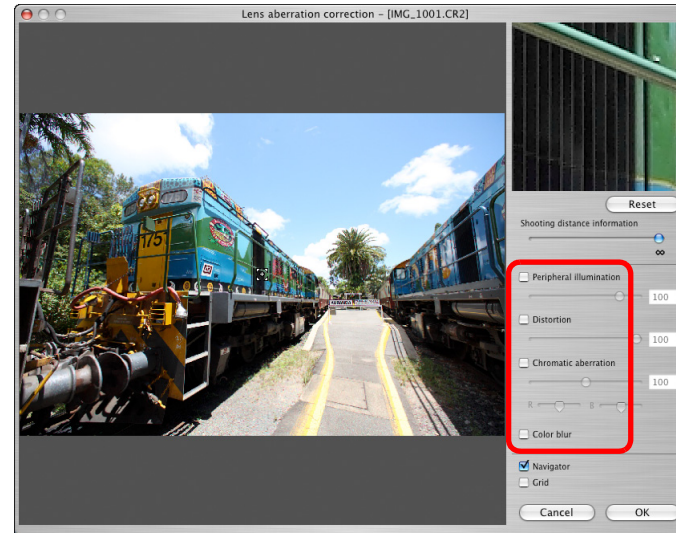 Lens aberration correction – [IMG_1001.CR2]
175
Reset
Shooting distance information
∞
Peripheral illumination
100
Distortion
100
Chromatic aberration
100
R B
Color blur
Navigator
Grid
Cancel OK